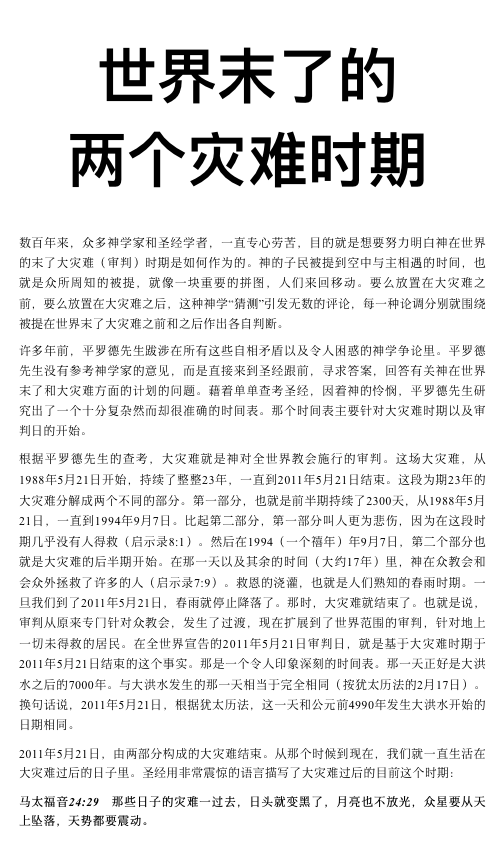 世界末了的
两个灾难时期
数百年来，众多神学家和圣经学者，一直专心劳苦，目的就是想要努力明白神在世界
的末了大灾难（审判）时期是如何作为的。神的子民被提到空中与主相遇的时间，也
就是众所周知的被提，就像一块重要的拼图，人们来回移动。要么放置在大灾难之
前，要么放置在大灾难之后，这种神学“猜测”引发无数的评论，每一种论调分别就围绕
被提在世界末了大灾难之前和之后作出各自判断。
许多年前，平罗德先生跋涉在所有这些自相矛盾以及令人困惑的神学争论里。平罗德
先生没有参考神学家的意见，而是直接来到圣经跟前，寻求答案，回答有关神在世界
末了和大灾难方面的计划的问题。藉着单单查考圣经，因着神的怜悯，平罗德先生研
究出了一个十分复杂然而却很准确的时间表。那个时间表主要针对大灾难时期以及审
判日的开始。
根据平罗德先生的查考，大灾难就是神对全世界教会施行的审判。这场大灾难，从
1988年5月21日开始，持续了整整23年，一直到2011年5月21日结束。这段为期23年的
大灾难分解成两个不同的部分。第一部分，也就是前半期持续了2300天，从1988年5月
21日，一直到1994年9月7日。比起第二部分，第一部分叫人更为悲伤，因为在这段时
期几乎没有人得救（启示录8:1）。然后在1994（一个禧年）年9月7日，第二个部分也
就是大灾难的后半期开始。在那一天以及其余的时间（大约17年）里，神在众教会和
会众外拯救了许多的人（启示录7:9）。救恩的浇灌，也就是人们熟知的春雨时期。一
旦我们到了2011年5月21日，春雨就停止降落了。那时，大灾难就结束了。也就是说，
审判从原来专门针对众教会，发生了过渡，现在扩展到了世界范围的审判，针对地上
一切未得救的居民。在全世界宣告的2011年5月21日审判日，就是基于大灾难时期于
2011年5月21日结束的这个事实。那是一个令人印象深刻的时间表。那一天正好是大洪
水之后的7000年。与大洪水发生的那一天相当于完全相同（按犹太历法的2月17日）。
换句话说，2011年5月21日，根据犹太历法，这一天和公元前4990年发生大洪水开始的
日期相同。
2011年5月21日，由两部分构成的大灾难结束。从那个时候到现在，我们就一直生活在
大灾难过后的日子里。圣经用非常震惊的语言描写了大灾难过后的目前这个时期：
马太福音24:29　那些日子的灾难一过去，日头就变黑了，月亮也不放光，众星要从天
上坠落，天势都要震动。